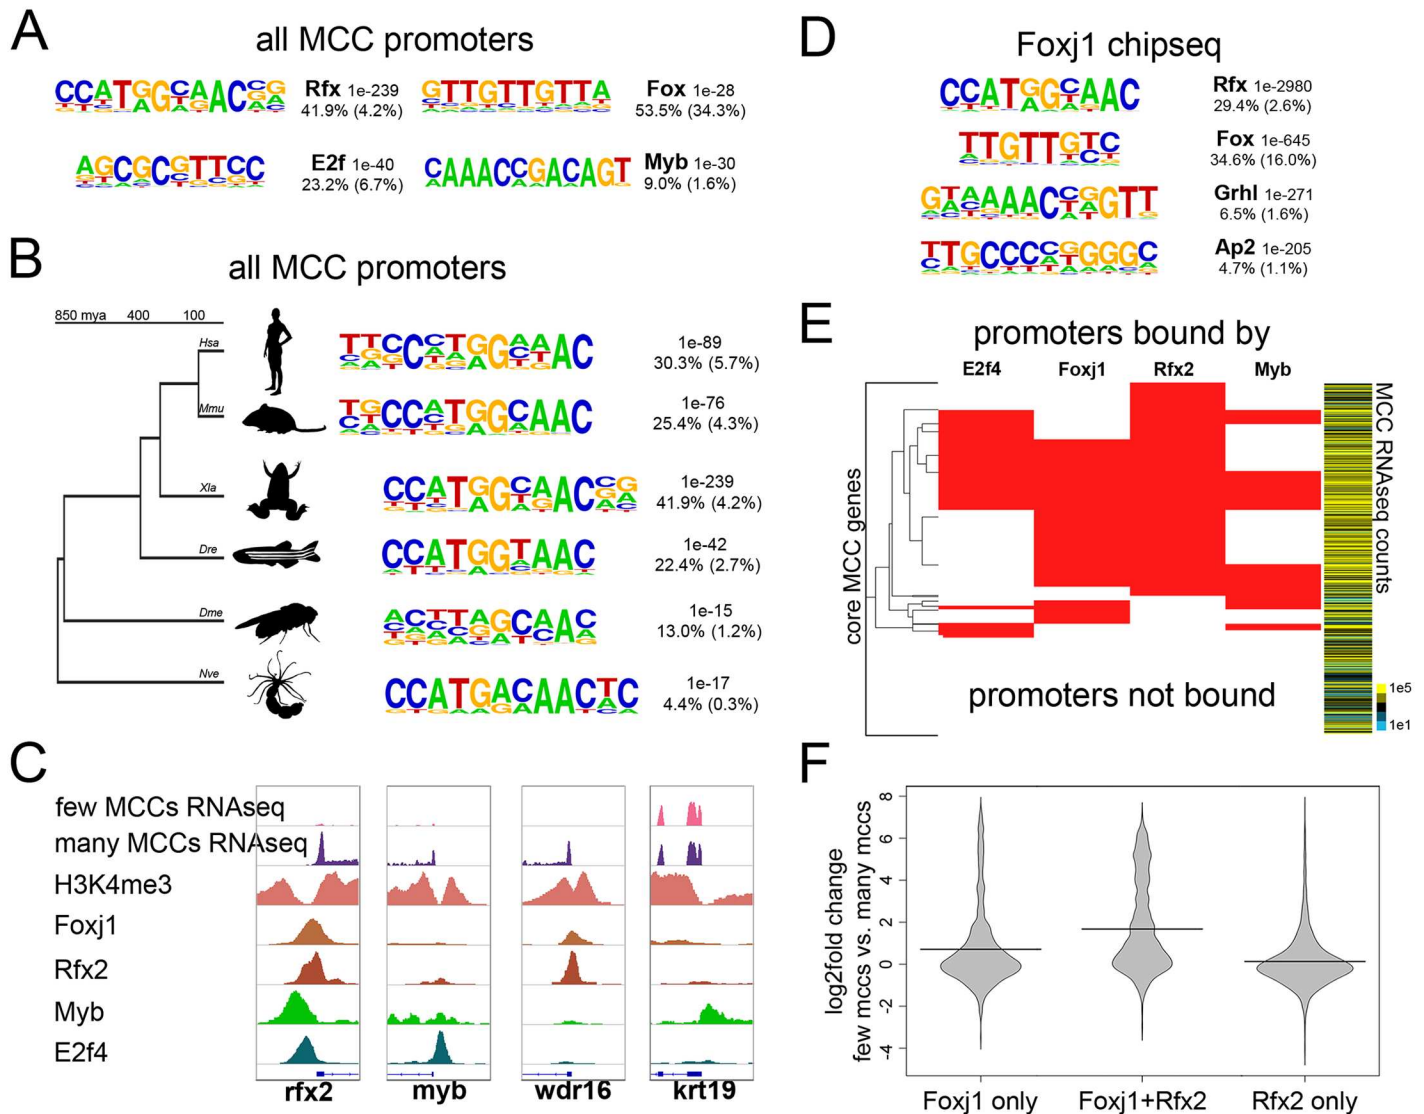 A
all MCC promoters
Rfx 1e-239
41.9% (4.2%)
Fox 1e-28
53.5% (34.3%)
E2f 1e-40
23.2% (6.7%)
Myb 1e-30
9.0% (1.6%)
B
all MCC promoters
850 mya 400 100
Hsa
1e-89
30.3% (5.7%)
Mmu
1e-76
25.4% (4.3%)
Xla
1e-239
41.9% (4.2%)
Dre
1e-42
22.4% (2.7%)
Dme
1e-15
13.0% (1.2%)
Nve
1e-17
4.4% (0.3%)
C
few MCCs RNAseq
many MCCs RNAseq
H3K4me3
Foxj1
Rfx2
Myb
E2f4
rfx2 myb wdr16 krt19
D
Foxj1 chipseq
Rfx 1e-2980
29.4% (2.6%)
Fox 1e-645
34.6% (16.0%)
Grhl 1e-271
6.5% (1.6%)
Ap2 1e-205
4.7% (1.1%)
E
promoters bound by
E2f4 Foxj1 Rfx2 Myb
core MCC genes
promoters not bound
MCC RNAseq counts
1e5
1e1
F
log2fold change
few mccs vs. many mccs
8
6
4
2
0
-2
-4
Foxj1 only Foxj1+Rfx2 Rfx2 only